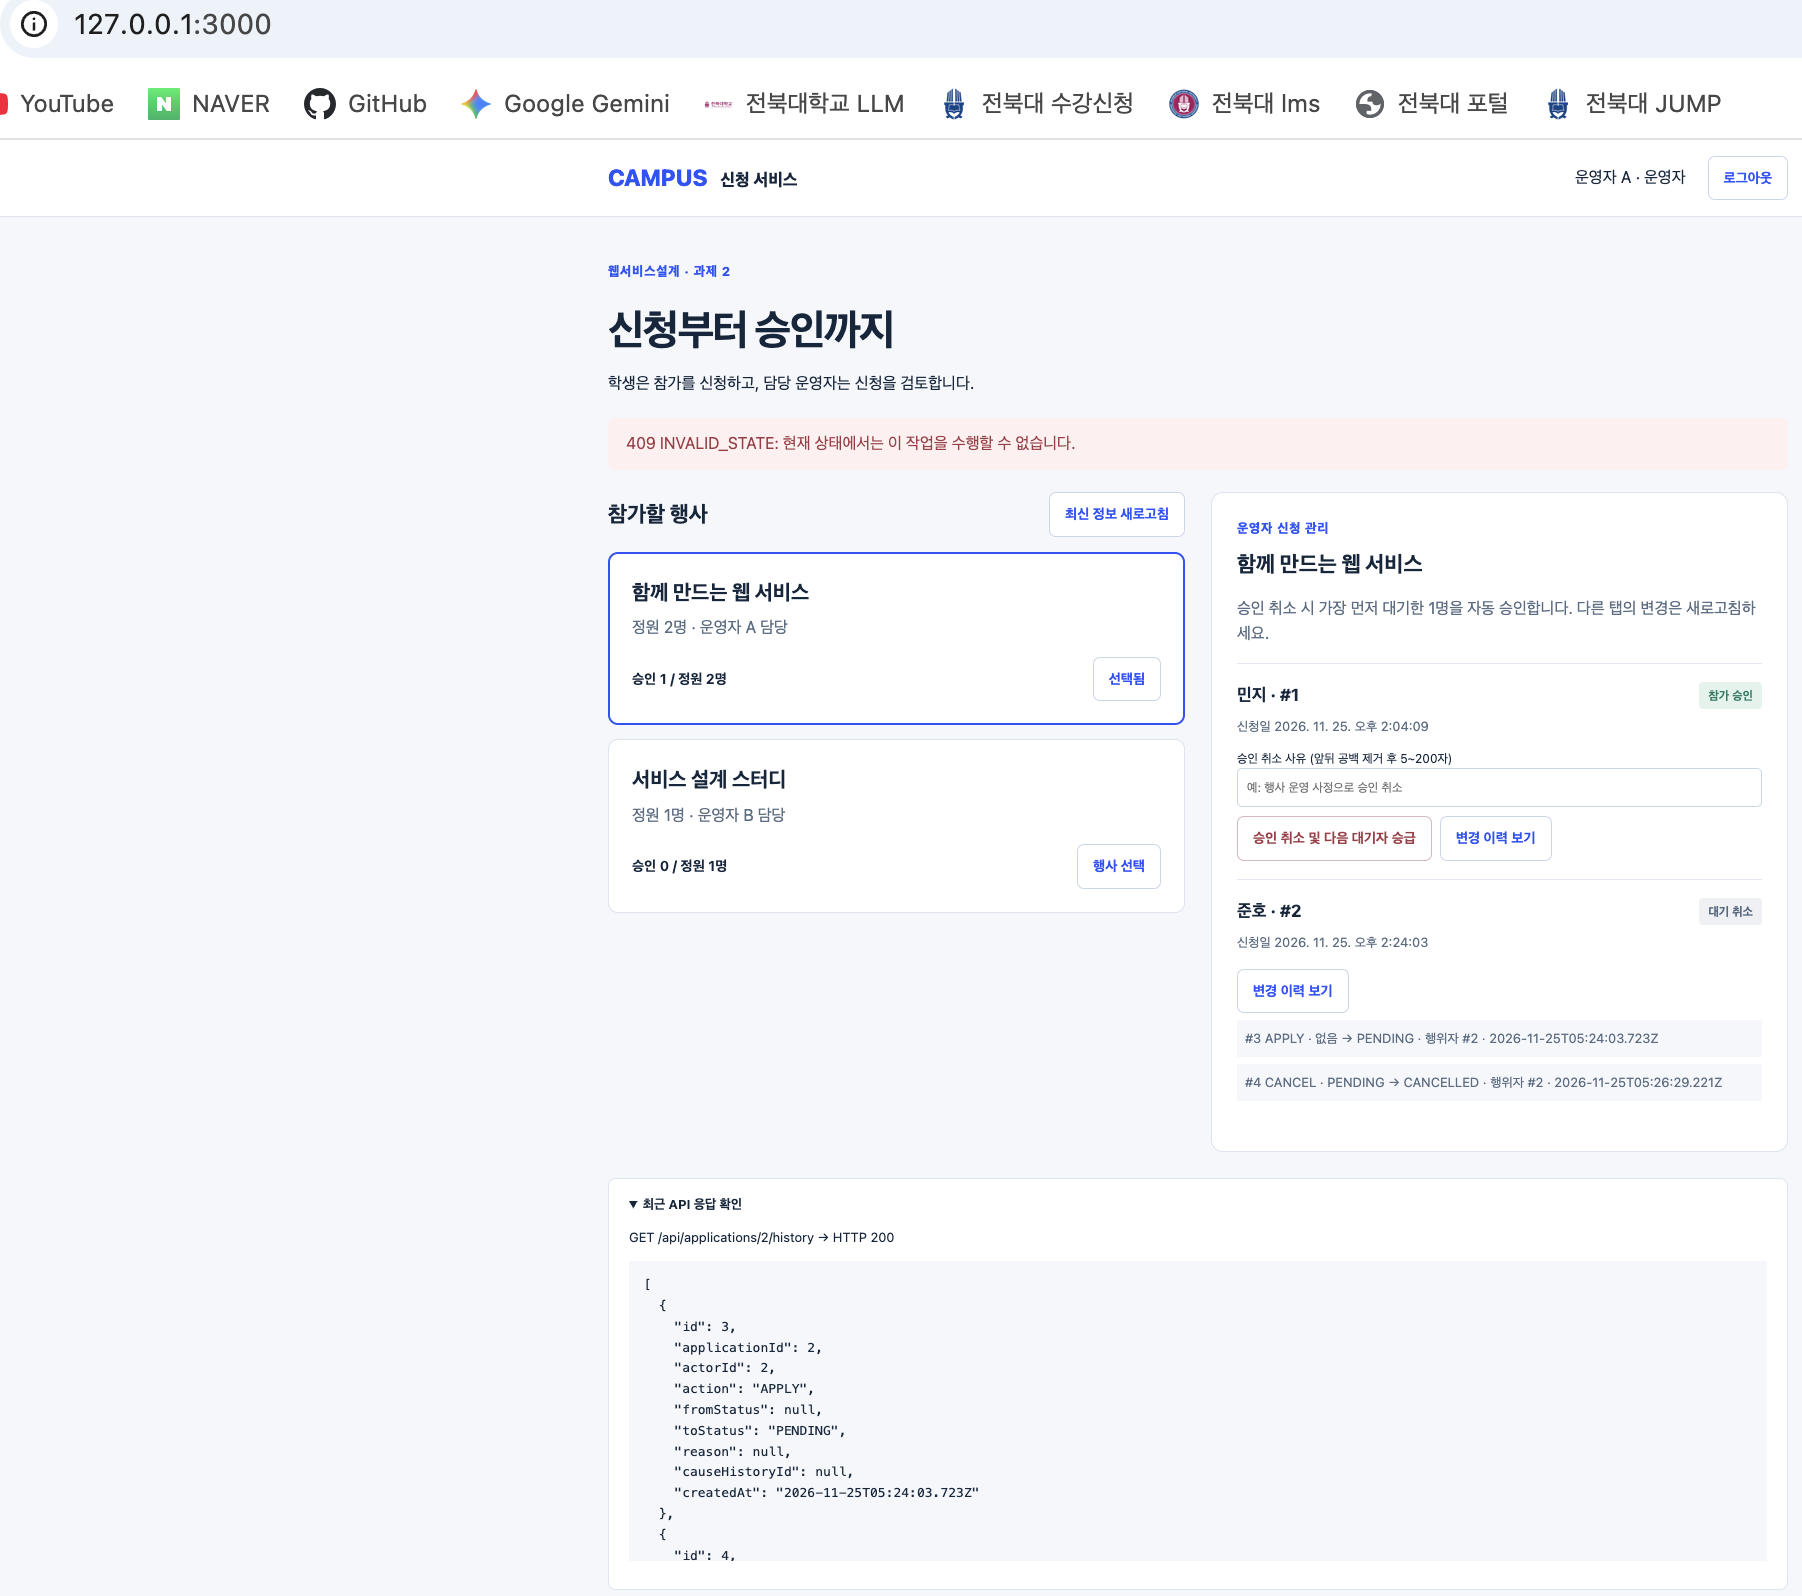 127.0.0.1:3000
YouTube NAVER GitHub Google Gemini 전북대학교 LLM 전북대 수강신청 전북대 lms 전북대 포털 전북대 JUMP
CAMPUS 신청 서비스
운영자 A · 운영자
로그아웃
웹서비스설계 · 과제 2
신청부터 승인까지
학생은 참가를 신청하고, 담당 운영자는 신청을 검토합니다.
409 INVALID_STATE: 현재 상태에서는 이 작업을 수행할 수 없습니다.
참가할 행사
최신 정보 새로고침
함께 만드는 웹 서비스
정원 2명 · 운영자 A 담당
승인 1 / 정원 2명
선택됨
서비스 설계 스터디
정원 1명 · 운영자 B 담당
승인 0 / 정원 1명
행사 선택
운영자 신청 관리
함께 만드는 웹 서비스
승인 취소 시 가장 먼저 대기한 1명을 자동 승인합니다. 다른 탭의 변경은 새로고침하
세요.
민지 · #1
참가 승인
신청일 2026. 11. 25. 오후 2:04:09
승인 취소 사유 (앞뒤 공백 제거 후 5~200자)
예: 행사 운영 사정으로 승인 취소
승인 취소 및 다음 대기자 승급
변경 이력 보기
준호 · #2
대기 취소
신청일 2026. 11. 25. 오후 2:24:03
변경 이력 보기
#3 APPLY · 없음 → PENDING · 행위자 #2 · 2026-11-25T05:24:03.723Z
#4 CANCEL · PENDING → CANCELLED · 행위자 #2 · 2026-11-25T05:26:29.221Z
▼ 최근 API 응답 확인
GET /api/applications/2/history → HTTP 200
[
{
"id": 3,
"applicationId": 2,
"actorId": 2,
"action": "APPLY",
"fromStatus": null,
"toStatus": "PENDING",
"reason": null,
"causeHistoryId": null,
"createdAt": "2026-11-25T05:24:03.723Z"
},
{
"id": 4,